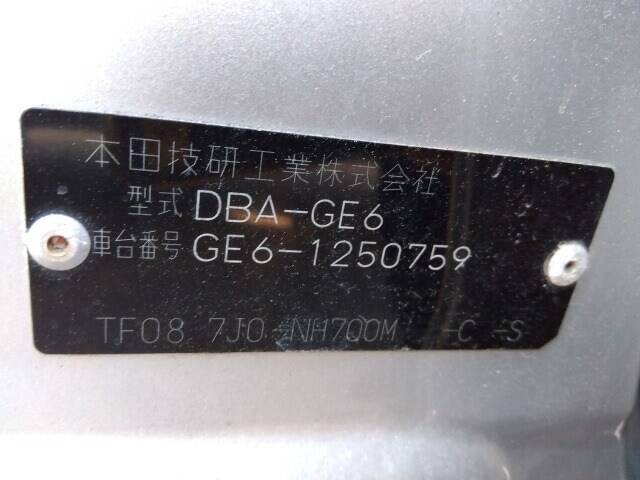 本田技研工業株式会社
型式 DBA-GE6
車台番号 GE6-1250759
TF08 7J0-NH700M -C -S